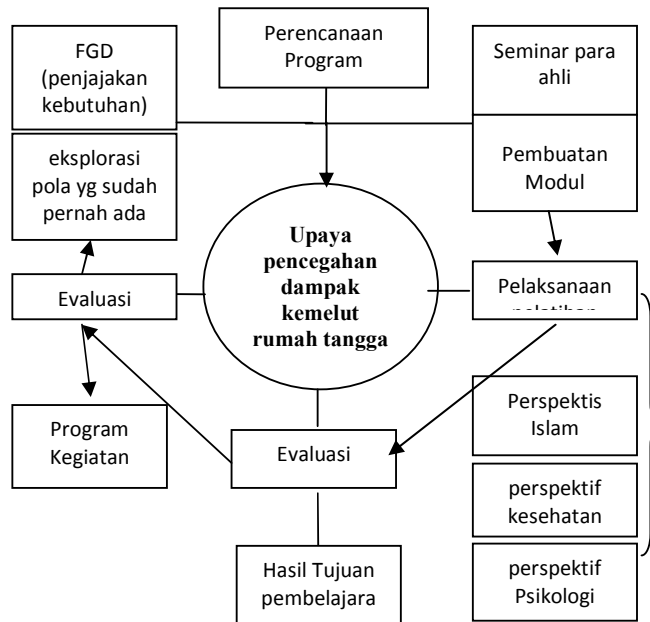 FGD
(penjajakan
kebutuhan)
Perencanaan
Program
Seminar para
ahli
eksplorasi
pola yg sudah
pernah ada
Pembuatan
Modul
Upaya
pencegahan
dampak
kemelut
rumah tangga
Evaluasi
Pelaksanaan
Program
Kegiatan
Evaluasi
Perspektis
Islam
perspektif
kesehatan
Hasil Tujuan
pembelajara
perspektif
Psikologi